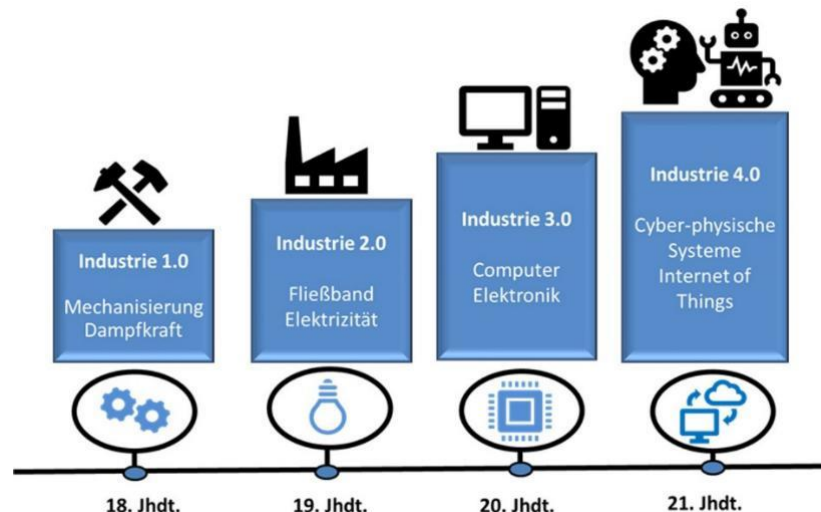 Industrie 1.0
Mechanisierung
Dampfkraft
Industrie 2.0
Fließband
Elektrizität
Industrie 3.0
Computer
Elektronik
Industrie 4.0
Cyber-physische
Systeme
Internet of
Things
18. Jhdt.
19. Jhdt.
20. Jhdt.
21. Jhdt.